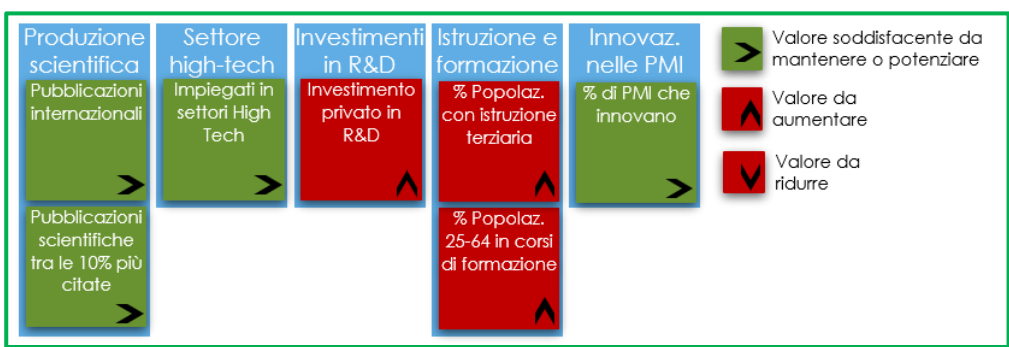 Produzione
scientifica
Pubblicazioni
internazionali
Pubblicazioni
scientifiche
tra le 10% più
citate
Settore
high-tech
Impiegati in
settori High
Tech
Investimenti
in R&D
Investimento
privato in
R&D
Istruzione e
formazione
% Popolaz.
con istruzione
terziaria
% Popolaz.
25-64 in corsi
di formazione
Innovaz.
nelle PMI
% di PMI che
innovano
Valore soddisfacente da
mantenere o potenziare
Valore da
aumentare
Valore da
ridurre